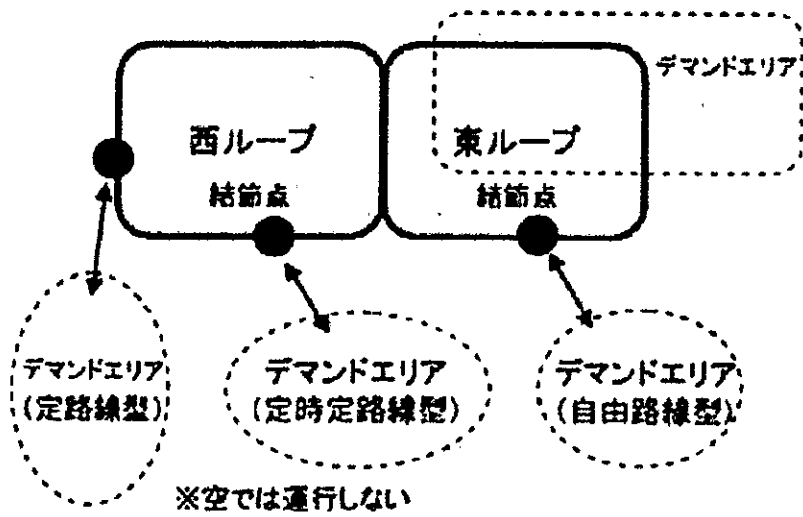 デマンドエリア
西ループ
東ループ
結節点
結節点
デマンドエリア
(定路線型)
デマンドエリア
(定時定路線型)
デマンドエリア
(自由路線型)
※空では運行しない